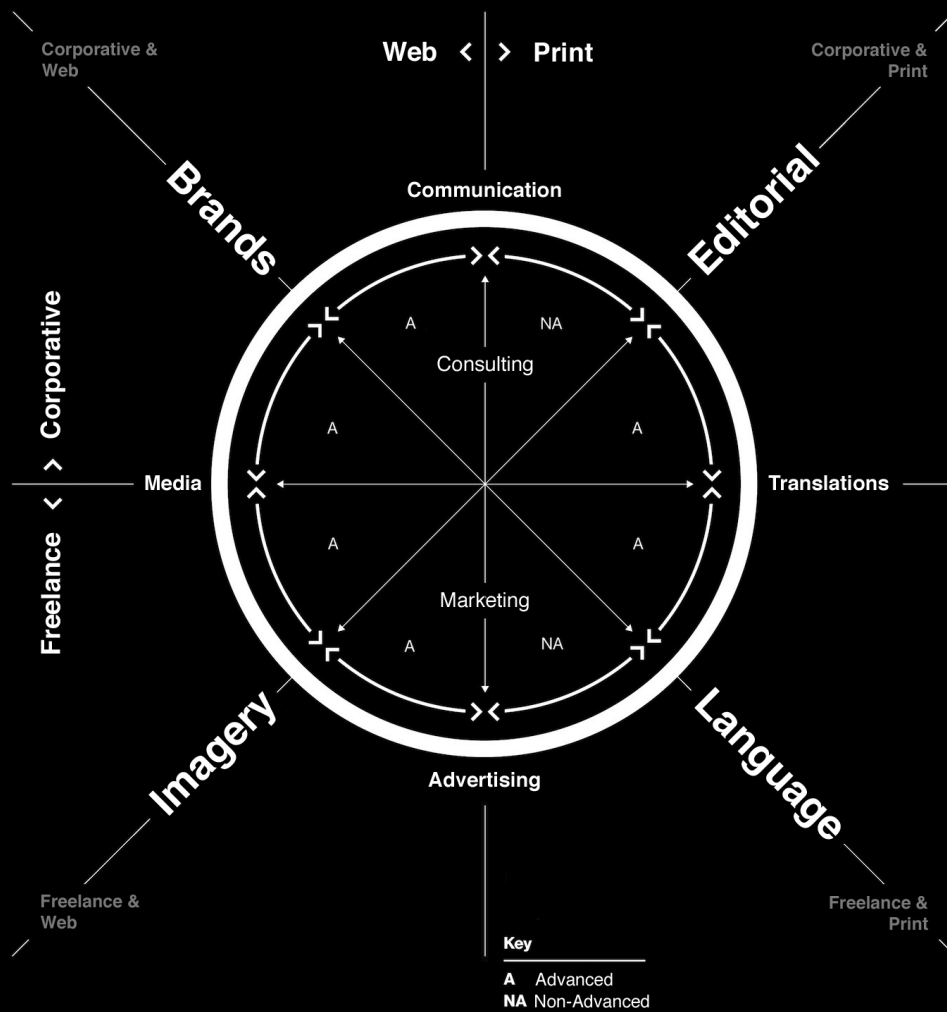 Corporative &
Web
Web < > Print
Corporative &
Print
Brands
Editorial
Communication
A
NA
Consulting
Corporative
A
A
Media
Translations
Freelance
A
A
Marketing
A
NA
Imagery
Language
Advertising
Freelance &
Web
Freelance &
Print
Key
A Advanced
NA Non-Advanced